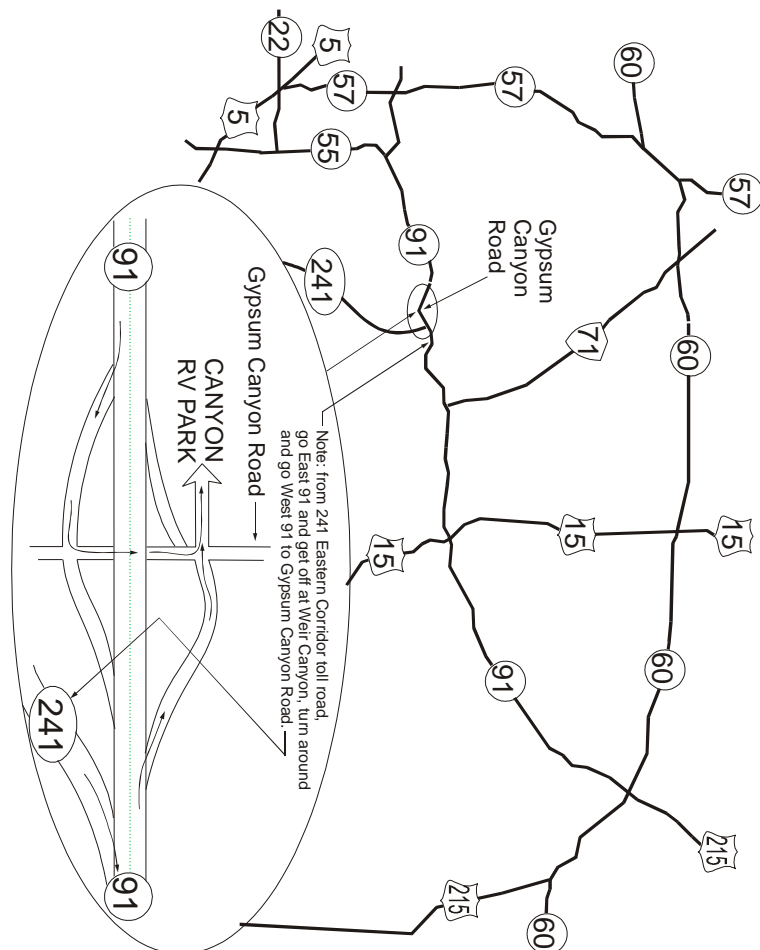 57
15
215
60
60
60
71
15
Gypsum
Canyon
Road
60
57
91
215
91
15
57
55
5
241
22
5
Note: from 241 Eastern Corridor toll road,
go East 91 and get off at Weir Canyon, turn around
and go West 91 to Gypsum Canyon Road.
Gypsum Canyon Road
CANYON
RV PARK
91
91
241